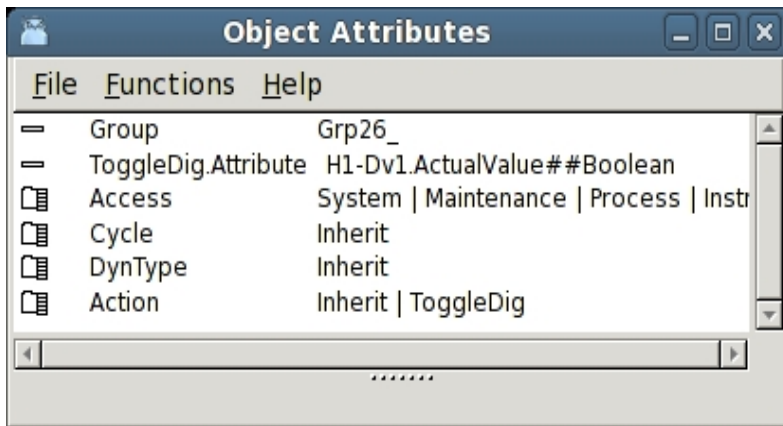 Object Attributes
File Functions Help
Group Grp26_
ToggleDig.Attribute H1-Dv1.ActualValue##Boolean
Access System | Maintenance | Process | Instr
Cycle Inherit
DynType Inherit
Action Inherit | ToggleDig